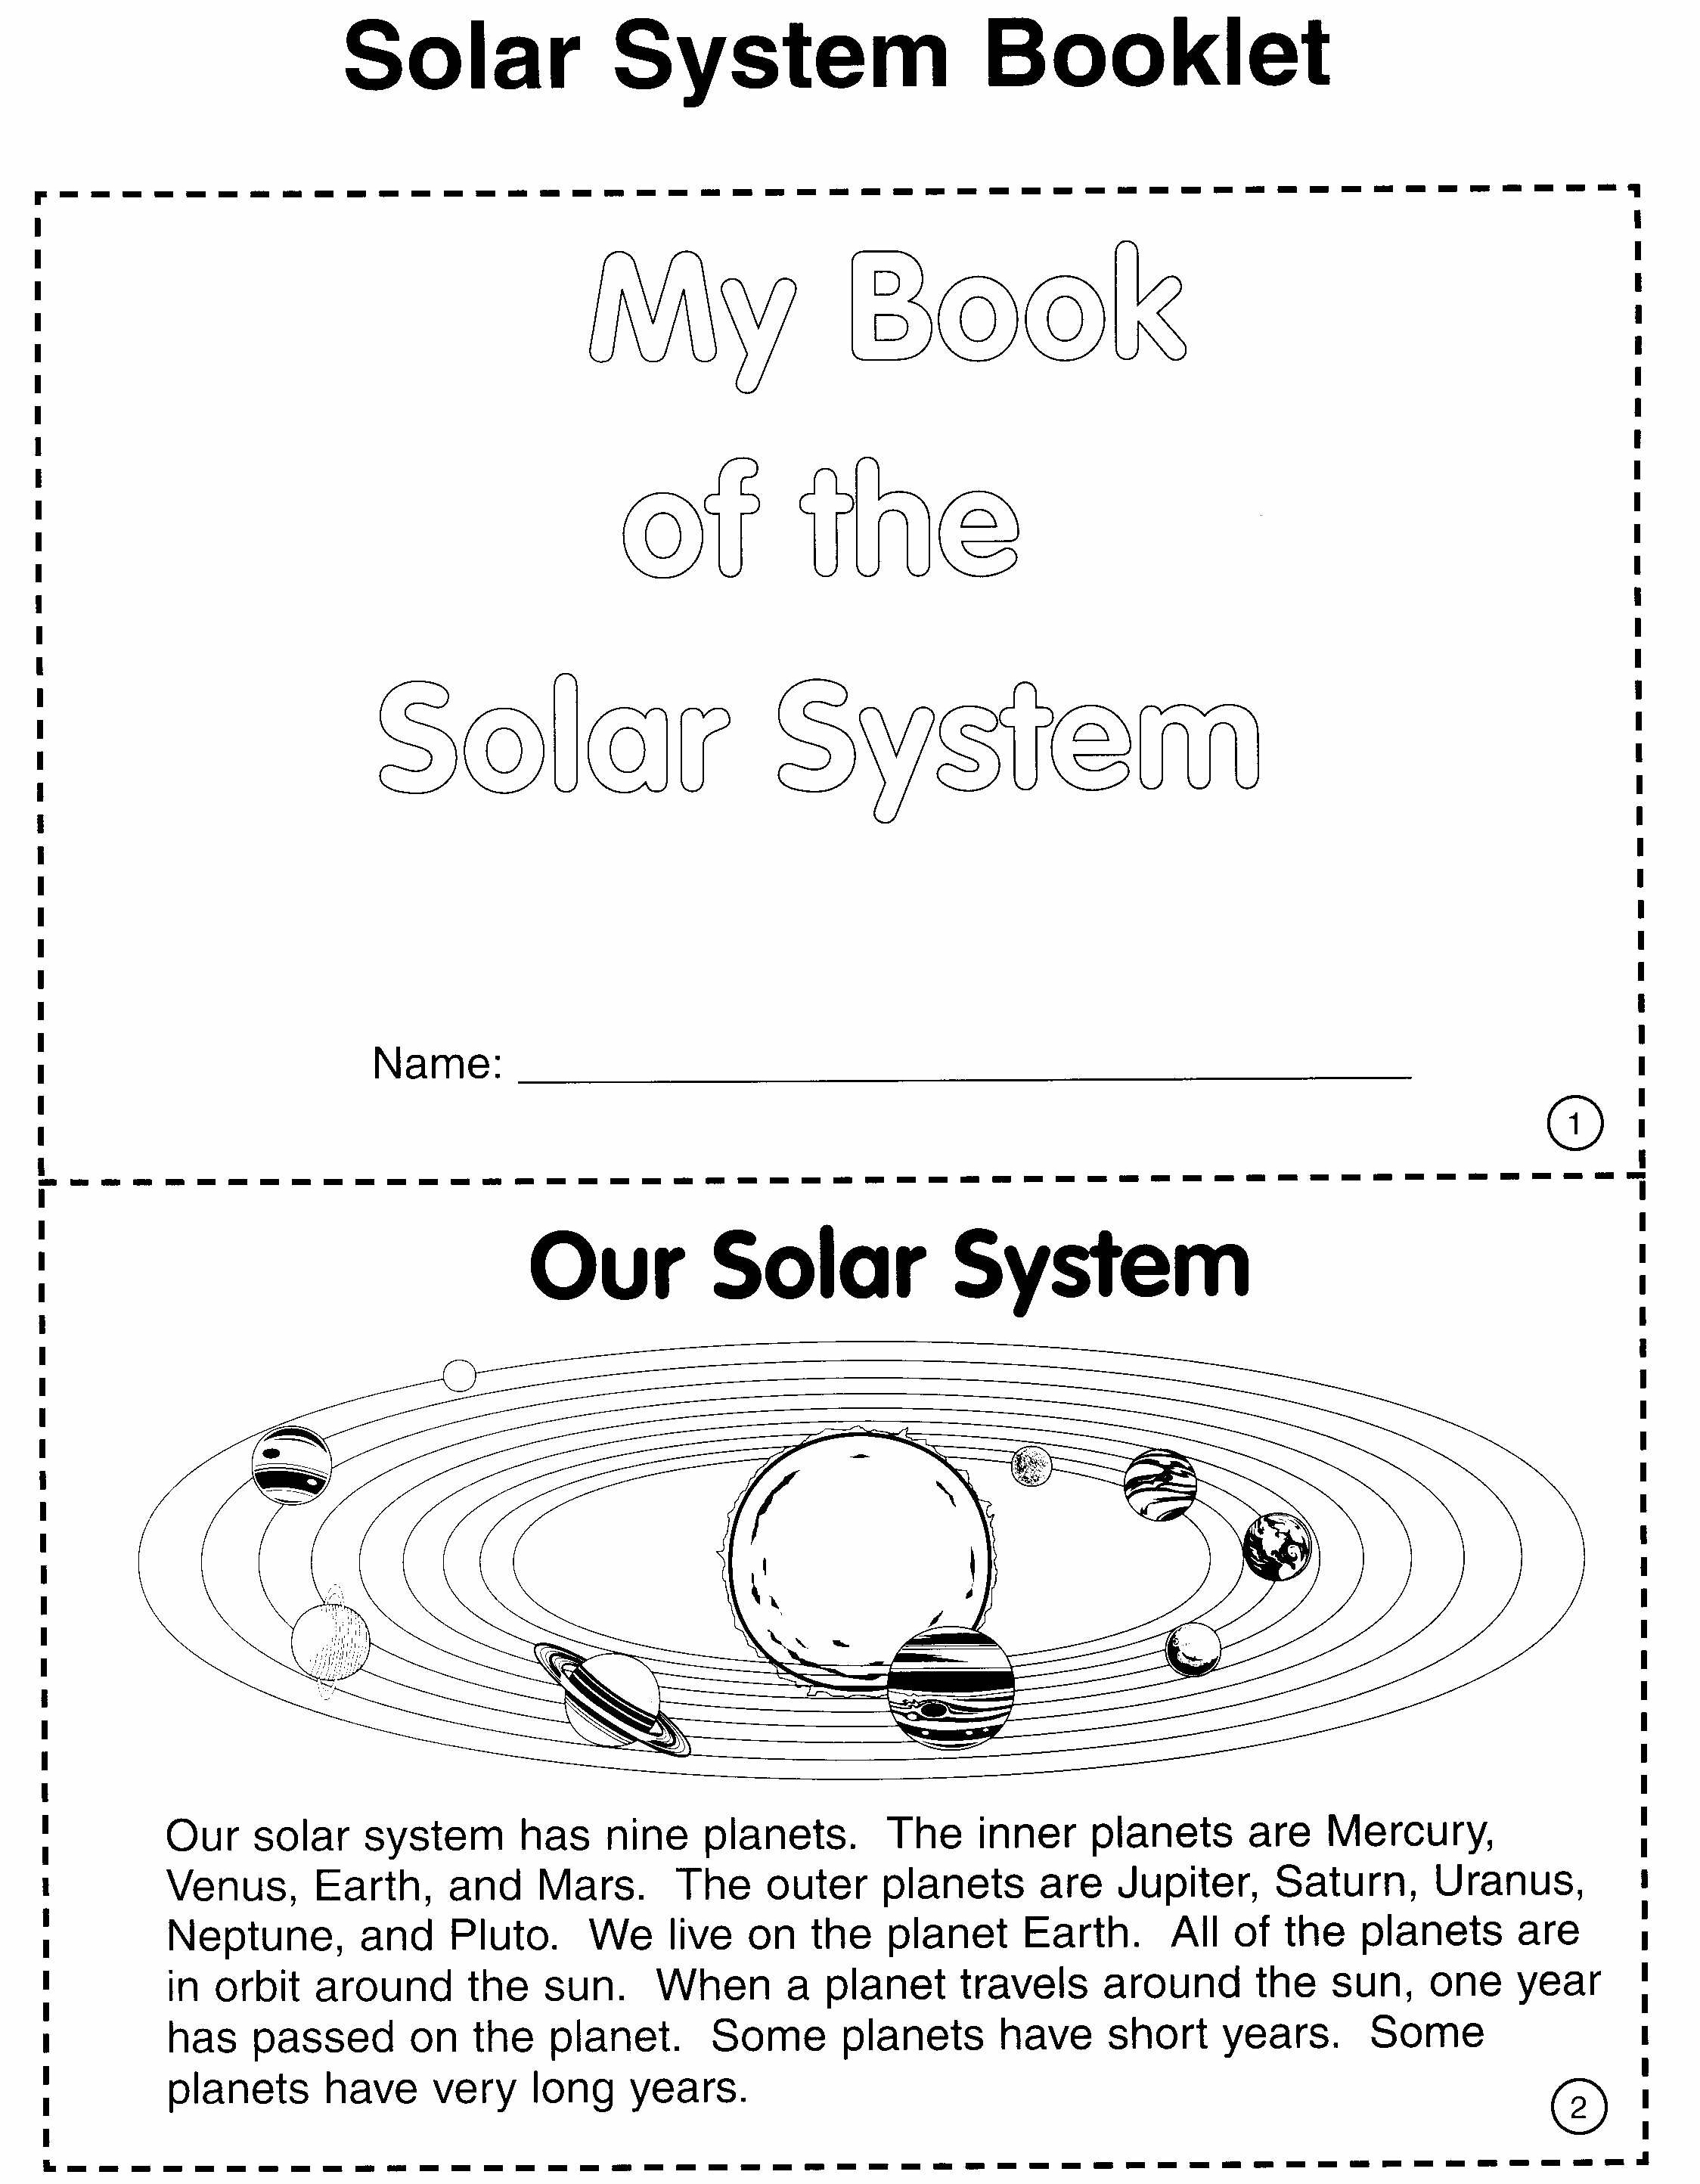 Solar System Booklet
My Book
of the
Solar System
Name:
1
Our Solar System
Our solar system has nine planets. The inner planets are Mercury,
Venus, Earth, and Mars. The outer planets are Jupiter, Saturn, Uranus,
Neptune, and Pluto. We live on the planet Earth. All of the planets are
in orbit around the sun. When a planet travels around the sun, one year
has passed on the planet. Some planets have short years. Some
planets have very long years.
2